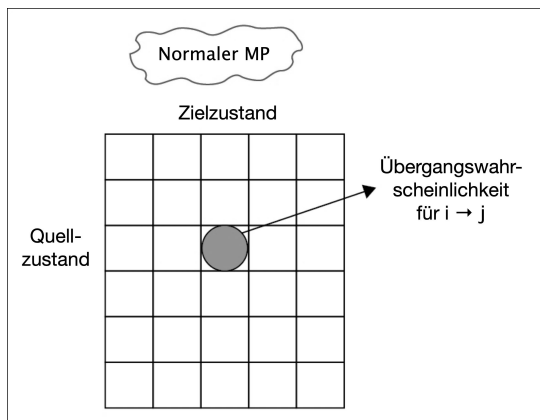 Normaler MP
Zielzustand
Übergangswahr-
scheinlichkeit
für i → j
Quell-
zustand